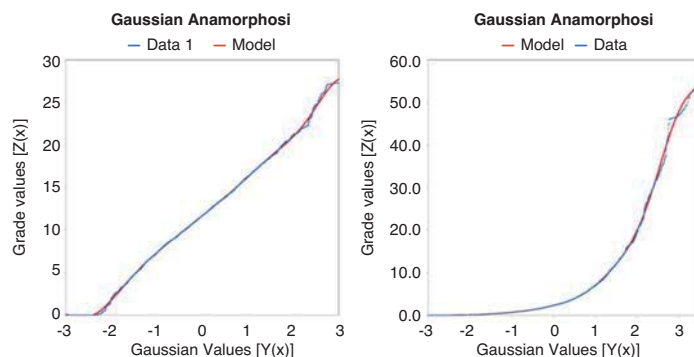 Gaussian Anamorphosi
Data 1 Model
Grade values [Z(x)]
30
25
20
15
10
5
0
-3 -2 -1 0 1 2 3
Gaussian Values [Y(x)]
Gaussian Anamorphosi
Model Data
Grade values [Z(x)]
60.0
50.0
40.0
30.0
20.0
10.0
0.0
-3 -2 -1 0 1 2 3
Gaussian Values [Y(x)]